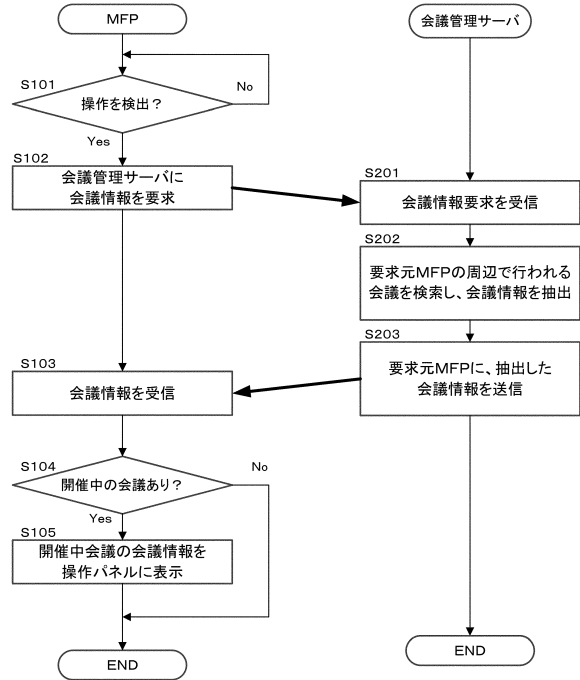 MFP
S101
操作を検出？
No
Yes
S102
会議管理サーバに
会議情報を要求
S103
会議情報を受信
S104
開催中の会議あり？
No
Yes
S105
開催中会議の会議情報を
操作パネルに表示
END
会議管理サーバ
S201
会議情報要求を受信
S202
要求元ＭＦＰの周辺で行われる
会議を検索し、会議情報を抽出
S203
要求元ＭＦＰに、抽出した
会議情報を送信
END